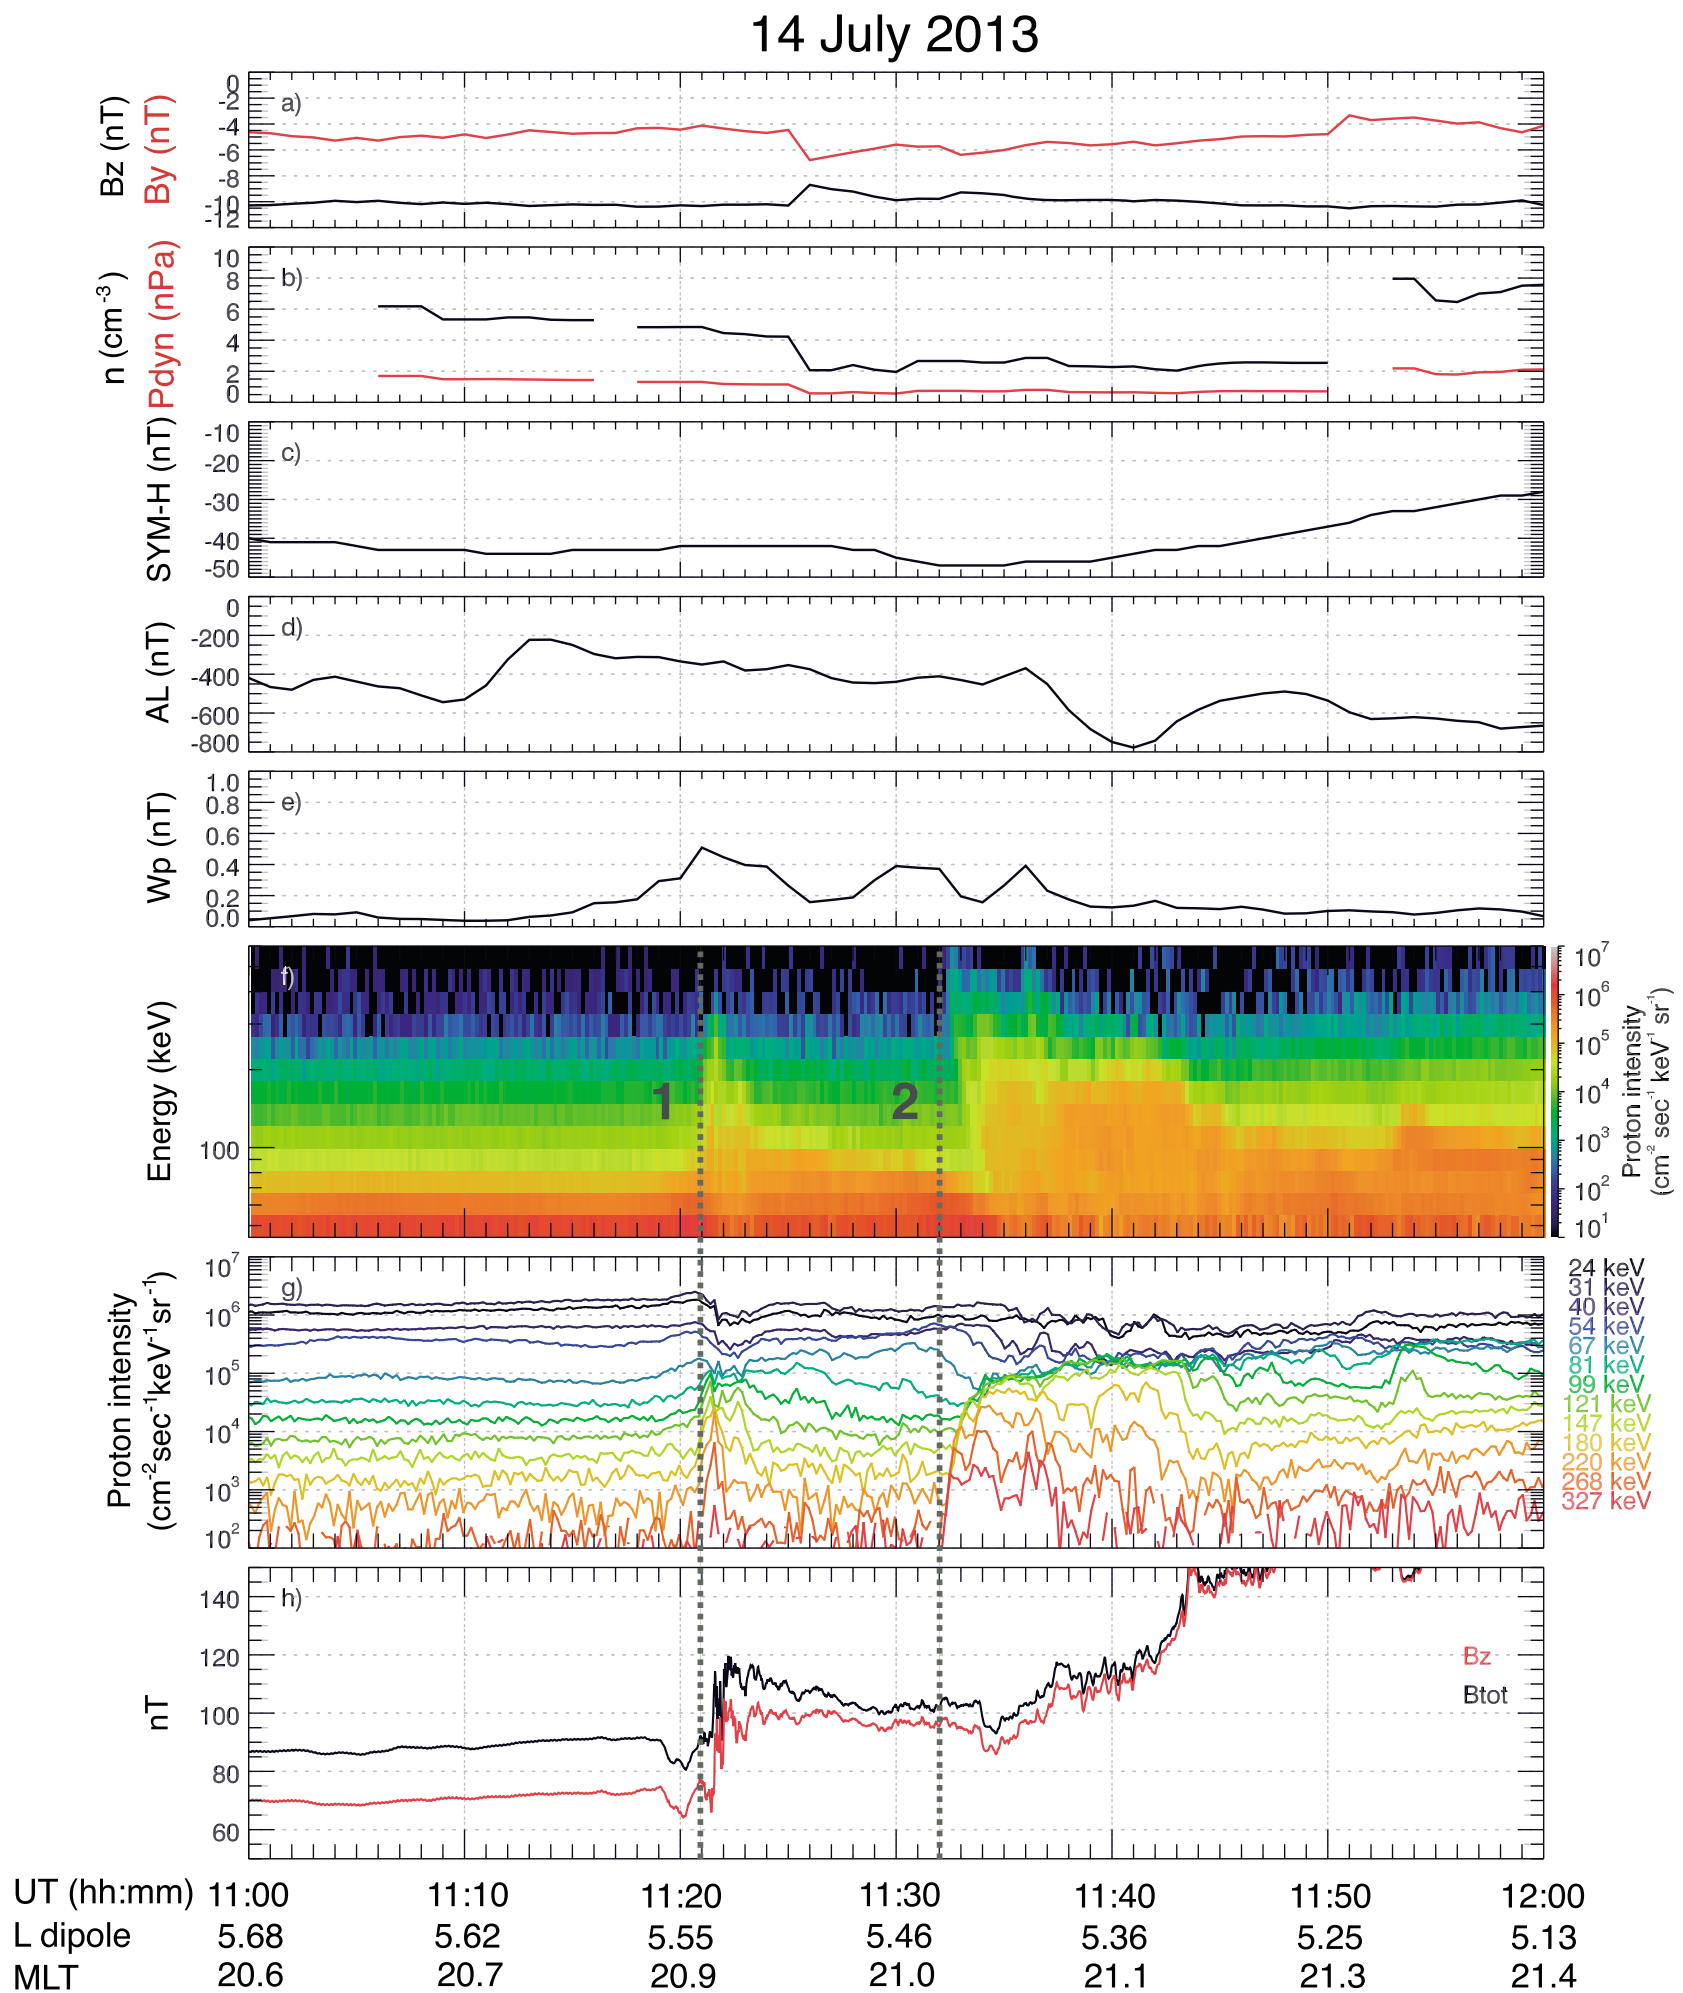 14 July 2013
Bz (nT)
By (nT)
a)
0
-2
-4
-6
-8
-10
-12
n (cm-3)
Pdyn (nPa)
b)
10
8
6
4
2
0
SYM-H (nT)
c)
-10
-20
-30
-40
-50
AL (nT)
d)
0
-200
-400
-600
-800
Wp (nT)
e)
1.0
0.8
0.6
0.4
0.2
0.0
Energy (keV)
f)
100
1
2
10^7
10^6
10^5
10^4
10^3
10^2
10^1
Proton intensity
(cm^-2 sec^-1 keV^-1 sr^-1)
Proton intensity
(cm^-2sec^-1keV^-1sr^-1)
g)
10^7
10^6
10^5
10^4
10^3
10^2
24 keV
31 keV
40 keV
54 keV
67 keV
81 keV
99 keV
121 keV
147 keV
180 keV
220 keV
268 keV
327 keV
nT
h)
140
120
100
80
60
Bz
Btot
UT (hh:mm) 11:00 11:10 11:20 11:30 11:40 11:50 12:00
L dipole 5.68 5.62 5.55 5.46 5.36 5.25 5.13
MLT 20.6 20.7 20.9 21.0 21.1 21.3 21.4